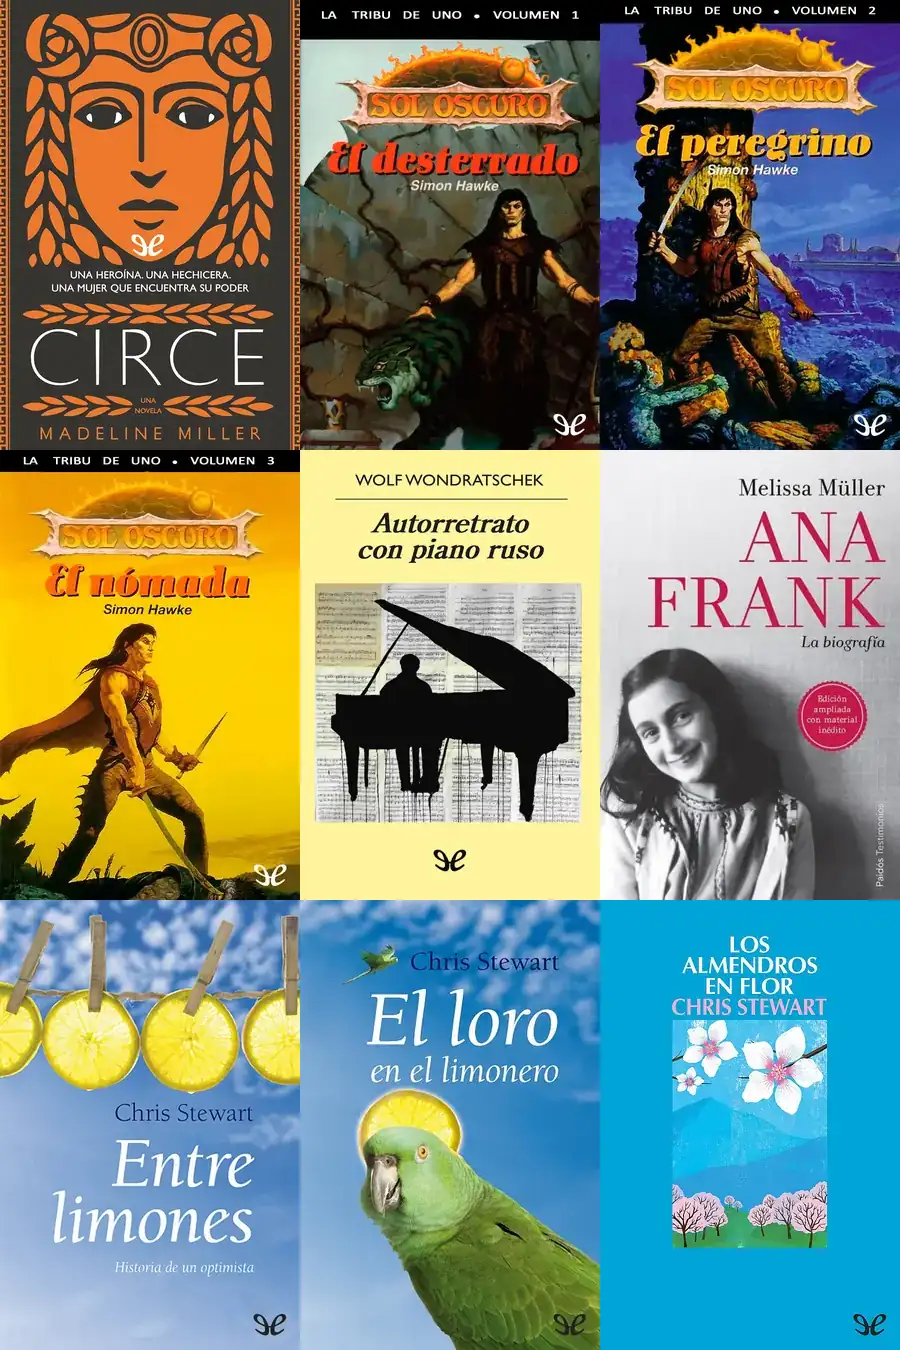 UNA HEROÍNA. UNA HECHICERA.
UNA MUJER QUE ENCUENTRA SU PODER
CIRCE
UNA
NOVELA
MADELINE MILLER
LA TRIBU DE UNO • VOLUMEN 1
SOL OSCURO
El desterrado
Simon Hawke
LA TRIBU DE UNO • VOLUMEN 2
SOL OSCURO
El peregrino
Simon Hawke
LA TRIBU DE UNO • VOLUMEN 3
SOL OSCURO
El nómada
Simon Hawke
WOLF WONDRATSCHEK
Autorretrato
con piano ruso
Melissa Müller
ANA
FRANK
La biografía
Edición
ampliada
con material
inédito
Paidós Testimonios
Chris Stewart
Entre
limones
Historia de un optimista
Chris Stewart
El loro
en el limonero
LOS
ALMENDROS
EN FLOR
CHRIS STEWART